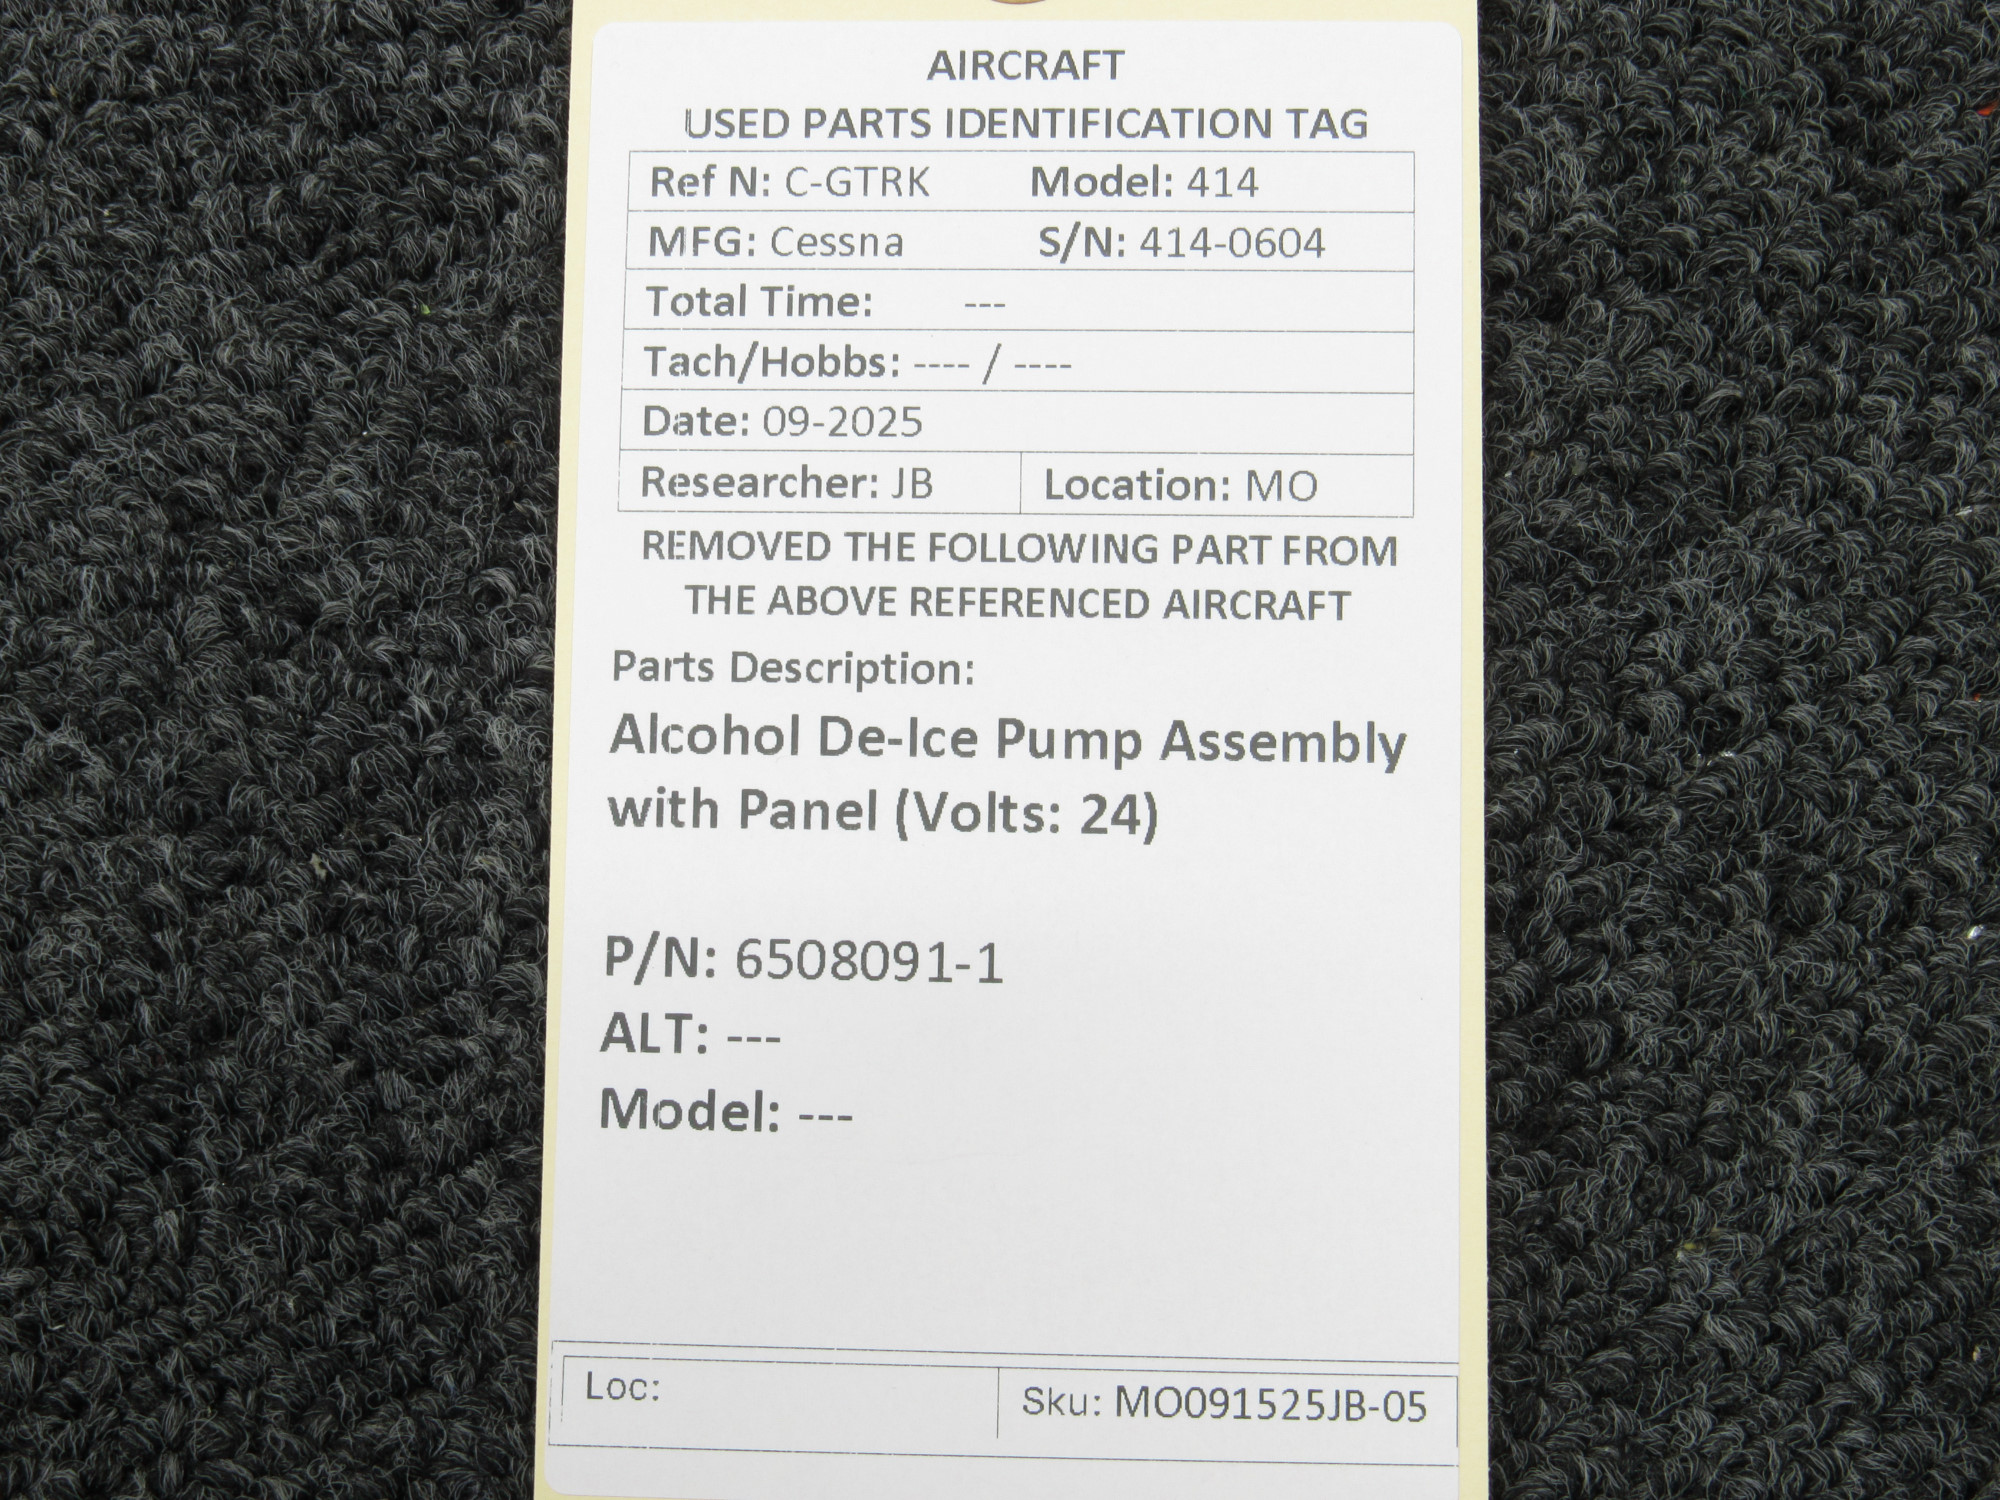 AIRCRAFT
USED PARTS IDENTIFICATION TAG
Ref N: C-GTRK Model: 414
MFG: Cessna S/N: 414-0604
Total Time: ---
Tach/Hobbs: ---- / ----
Date: 09-2025
Researcher: JB Location: MO
REMOVED THE FOLLOWING PART FROM
THE ABOVE REFERENCED AIRCRAFT
Parts Description:
Alcohol De-Ice Pump Assembly
with Panel (Volts: 24)
P/N: 6508091-1
ALT: ---
Model: ---
Loc: Sku: MO091525JB-05